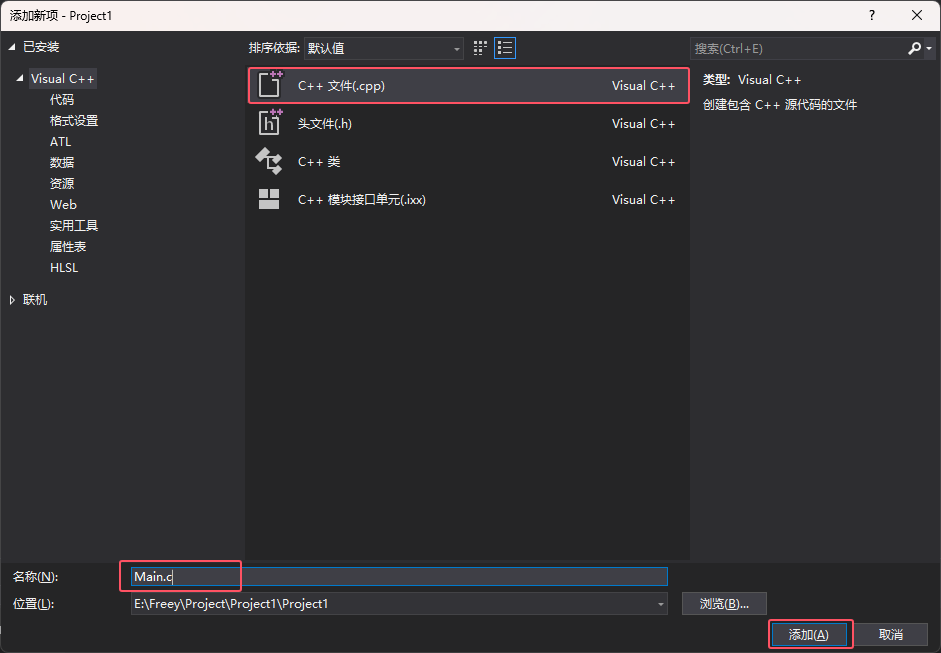 添加新项 - Project1
?
已安装
排序依据: 默认值
搜索(Ctrl+E)
Visual C++
代码
格式设置
ATL
数据
资源
Web
实用工具
属性表
HLSL
联机
C++ 文件(.cpp) Visual C++
头文件(.h) Visual C++
C++ 类 Visual C++
C++ 模块接口单元(.ixx) Visual C++
类型: Visual C++
创建包含 C++ 源代码的文件
名称(N): Main.c
位置(L): E:\Freey\Project\Project1\Project1 浏览(B)...
添加(A) 取消